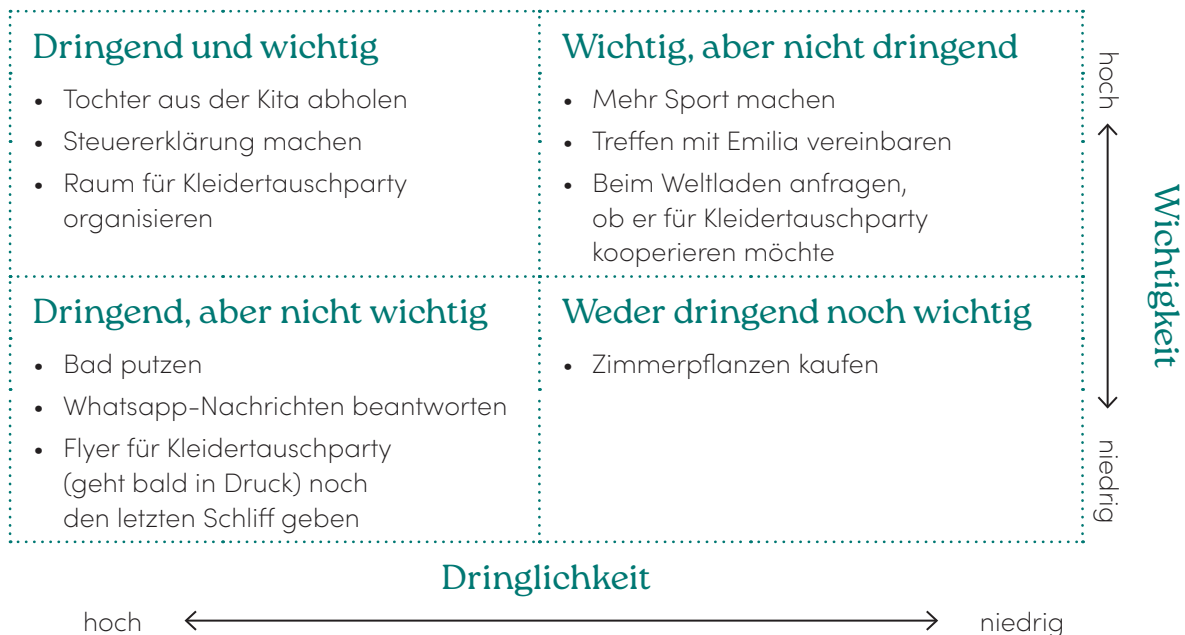 Dringend und wichtig
• Tochter aus der Kita abholen
• Steuererklärung machen
• Raum für Kleidertauschparty
organisieren
Wichtig, aber nicht dringend
• Mehr Sport machen
• Treffen mit Emilia vereinbaren
• Beim Weltladen anfragen,
ob er für Kleidertauschparty
kooperieren möchte
Dringend, aber nicht wichtig
• Bad putzen
• Whatsapp-Nachrichten beantworten
• Flyer für Kleidertauschparty
(geht bald in Druck) noch
den letzten Schliff geben
Weder dringend noch wichtig
• Zimmerpflanzen kaufen
hoch
Wichtigkeit
niedrig
Dringlichkeit
hoch
niedrig